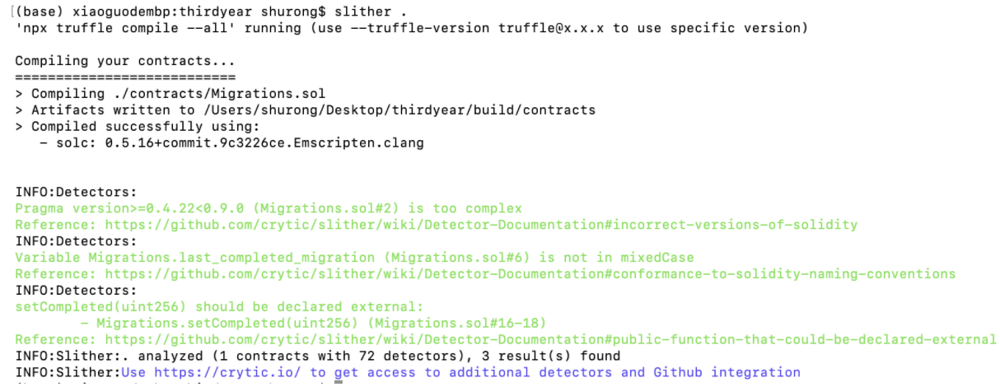 [(base) xiaoguodembp:thirdyear shurong$ slither .
'npx truffle compile --all' running (use --truffle-version truffle@x.x.x to use specific version)
Compiling your contracts...
===========================
> Compiling ./contracts/Migrations.sol
> Artifacts written to /Users/shurong/Desktop/thirdyear/build/contracts
> Compiled successfully using:
   - solc: 0.5.16+commit.9c3226ce.Emscripten.clang
INFO:Detectors:
Pragma version>=0.4.22<0.9.0 (Migrations.sol#2) is too complex
Reference: https://github.com/crytic/slither/wiki/Detector-Documentation#incorrect-versions-of-solidity
INFO:Detectors:
Variable Migrations.last_completed_migration (Migrations.sol#6) is not in mixedCase
Reference: https://github.com/crytic/slither/wiki/Detector-Documentation#conformance-to-solidity-naming-conventions
INFO:Detectors:
setCompleted(uint256) should be declared external:
        - Migrations.setCompleted(uint256) (Migrations.sol#16-18)
Reference: https://github.com/crytic/slither/wiki/Detector-Documentation#public-function-that-could-be-declared-external
INFO:Slither:. analyzed (1 contracts with 72 detectors), 3 result(s) found
INFO:Slither:Use https://crytic.io/ to get access to additional detectors and Github integration